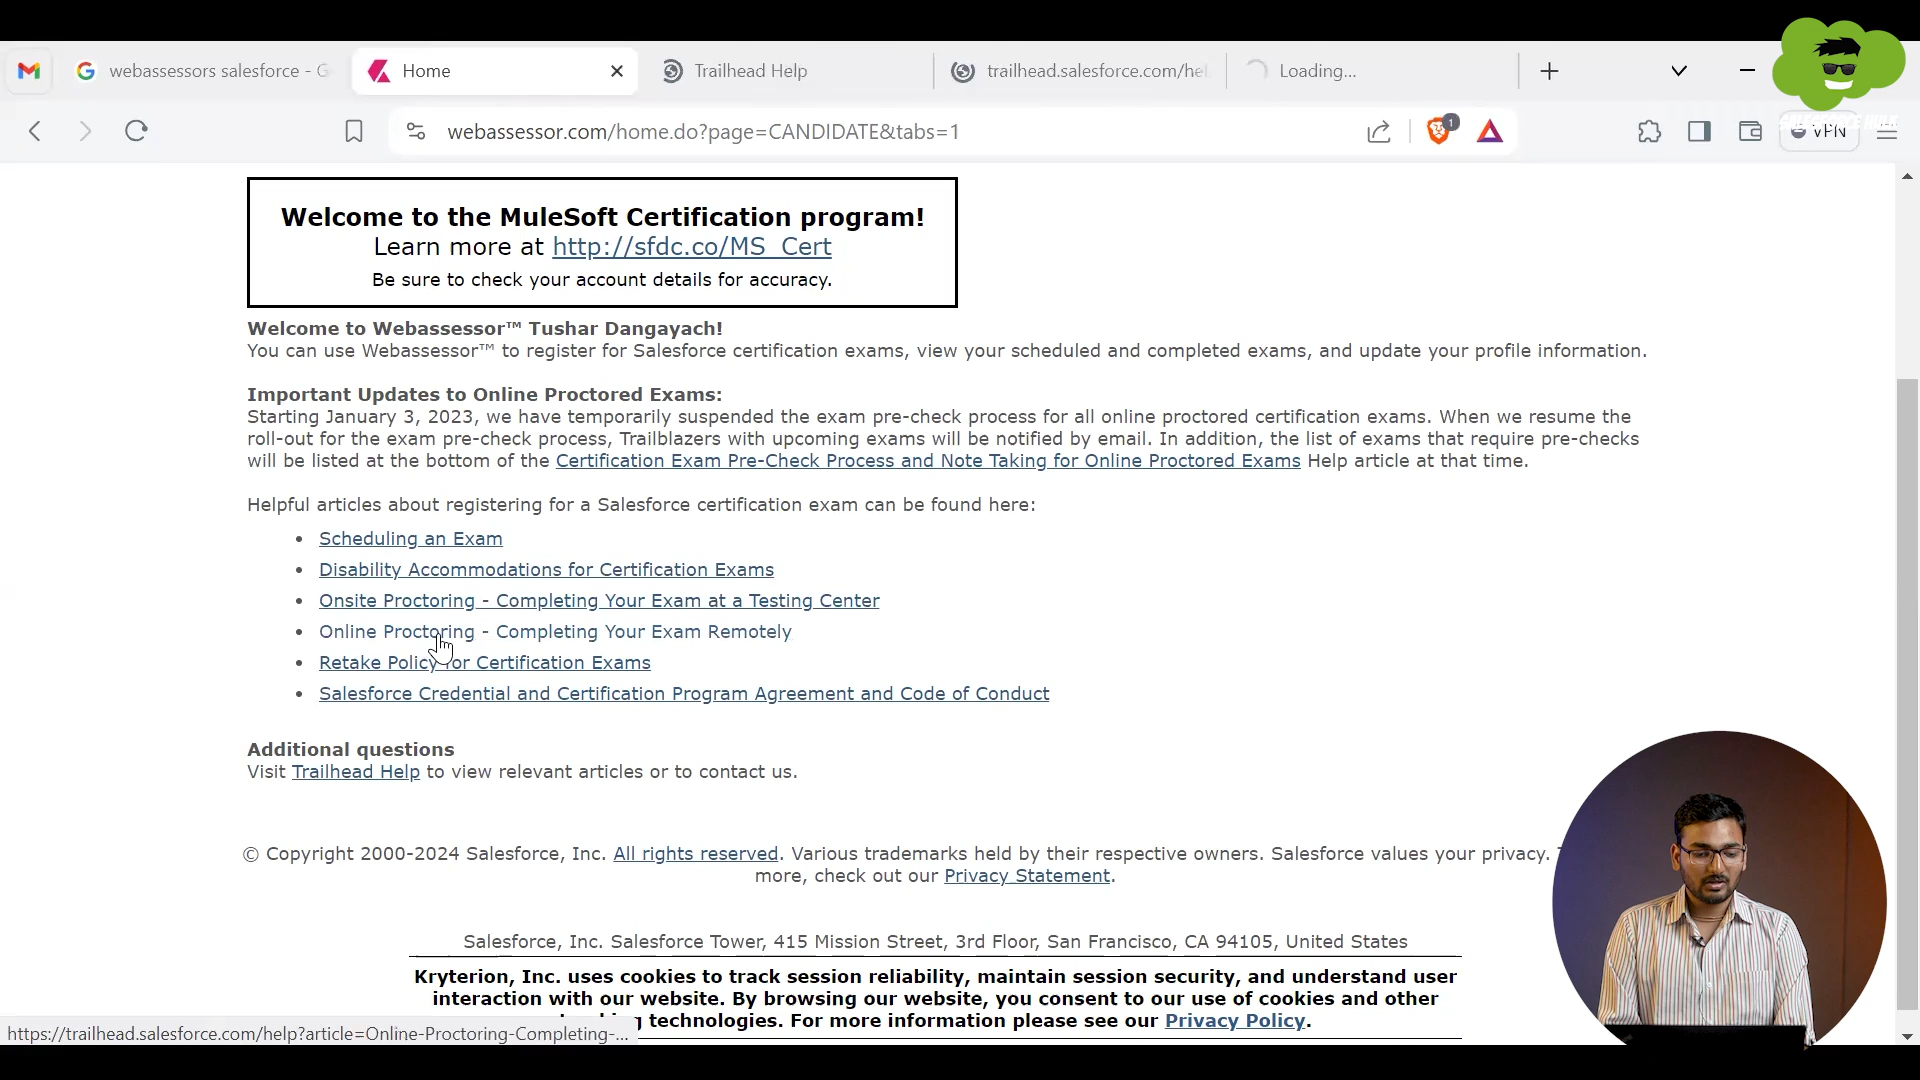 webassessors salesforce - G
Home
Trailhead Help
trailhead.salesforce.com/hel
Loading...
webassessor.com/home.do?page=CANDIDATE&tabs=1
1
VPN
Welcome to the MuleSoft Certification program!
Learn more at http://sfdc.co/MS_Cert
Be sure to check your account details for accuracy.
Welcome to Webassessor™ Tushar Dangayach!
You can use Webassessor™ to register for Salesforce certification exams, view your scheduled and completed exams, and update your profile information.
Important Updates to Online Proctored Exams:
Starting January 3, 2023, we have temporarily suspended the exam pre-check process for all online proctored certification exams. When we resume the
roll-out for the exam pre-check process, Trailblazers with upcoming exams will be notified by email. In addition, the list of exams that require pre-checks
will be listed at the bottom of the Certification Exam Pre-Check Process and Note Taking for Online Proctored Exams Help article at that time.
Helpful articles about registering for a Salesforce certification exam can be found here:
• Scheduling an Exam
• Disability Accommodations for Certification Exams
• Onsite Proctoring - Completing Your Exam at a Testing Center
• Online Proctoring - Completing Your Exam Remotely
• Retake Policy for Certification Exams
• Salesforce Credential and Certification Program Agreement and Code of Conduct
Additional questions
Visit Trailhead Help to view relevant articles or to contact us.
© Copyright 2000-2024 Salesforce, Inc. All rights reserved. Various trademarks held by their respective owners. Salesforce values your privacy.
more, check out our Privacy Statement.
Salesforce, Inc. Salesforce Tower, 415 Mission Street, 3rd Floor, San Francisco, CA 94105, United States
Kryterion, Inc. uses cookies to track session reliability, maintain session security, and understand user
interaction with our website. By browsing our website, you consent to our use of cookies and other
technologies. For more information please see our Privacy Policy.
https://trailhead.salesforce.com/help?article=Online-Proctoring-Completing-...